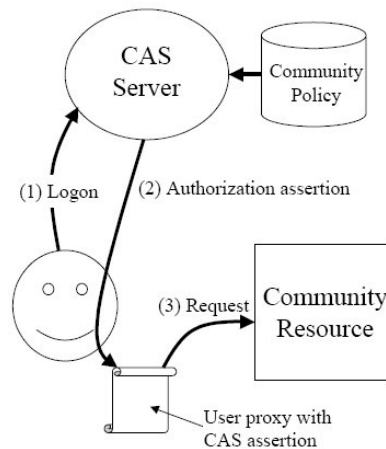 CAS
Server
Community
Policy
(1) Logon
(2) Authorization assertion
(3) Request
Community
Resource
User proxy with
CAS assertion